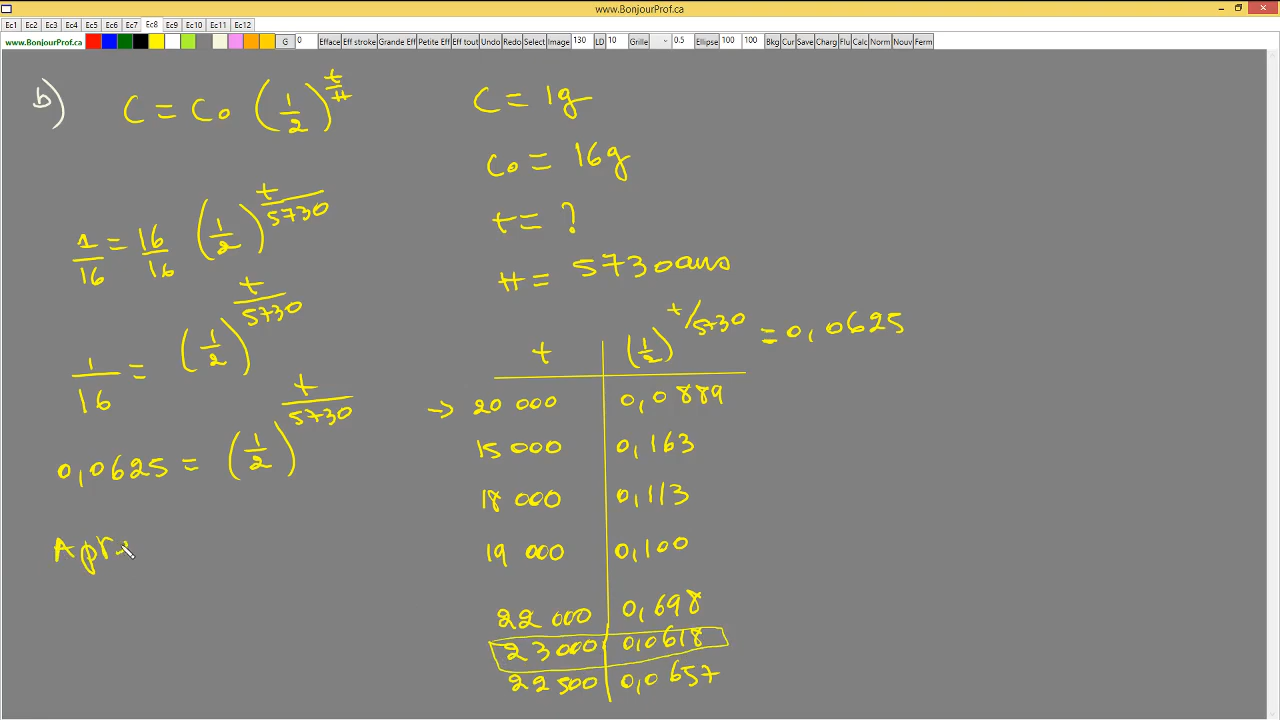 www.BonjourProf.ca
Ec1 Ec2 Ec3 Ec4 Ec5 Ec6 Ec7 Ec8 Ec9 Ec10 Ec11 Ec12
www.BonjourProf.ca G 0 Efface Eff stroke Grande Eff Petite Eff Eff tout Undo Redo Select Image 130 LD 10 Grille 0.5 Ellipse 100 100 Bkg Cur Save Charg Flu Calc Norm Nouv Ferm
b) C = Co (1/2)^(t/H)
1/16 = 16/16 (1/2)^(t/5730)
1/16 = (1/2)^(t/5730)
0,0625 = (1/2)^(t/5730)
Apr
C = 1g
Co = 16g
t = ?
H = 5730 ans
t (1/2)^(t/5730) = 0,0625
→ 20 000 0,0889
15 000 0,163
18 000 0,113
19 000 0,100
22 000 0,698
23 000 0,0618
22 500 0,0657